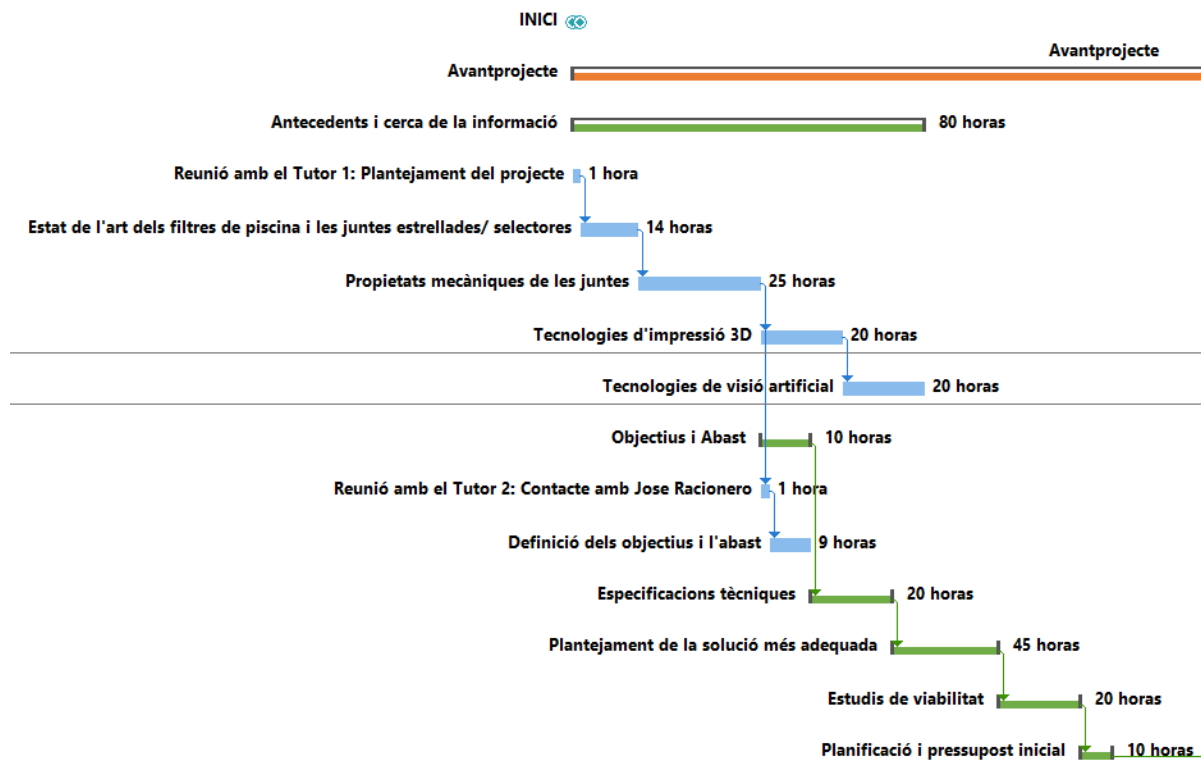 INICI
Avantprojecte
Avantprojecte
Antecedents i cerca de la informació 80 horas
Reunió amb el Tutor 1: Plantejament del projecte 1 hora
Estat de l'art dels filtres de piscina i les juntes estrellades/ selectores 14 horas
Propietats mecàniques de les juntes 25 horas
Tecnologies d'impressió 3D 20 horas
Tecnologies de visió artificial 20 horas
Objectius i Abast 10 horas
Reunió amb el Tutor 2: Contacte amb Jose Racionero 1 hora
Definició dels objectius i l'abast 9 horas
Especificacions tècniques 20 horas
Plantejament de la solució més adequada 45 horas
Estudis de viabilitat 20 horas
Planificació i pressupost inicial 10 horas